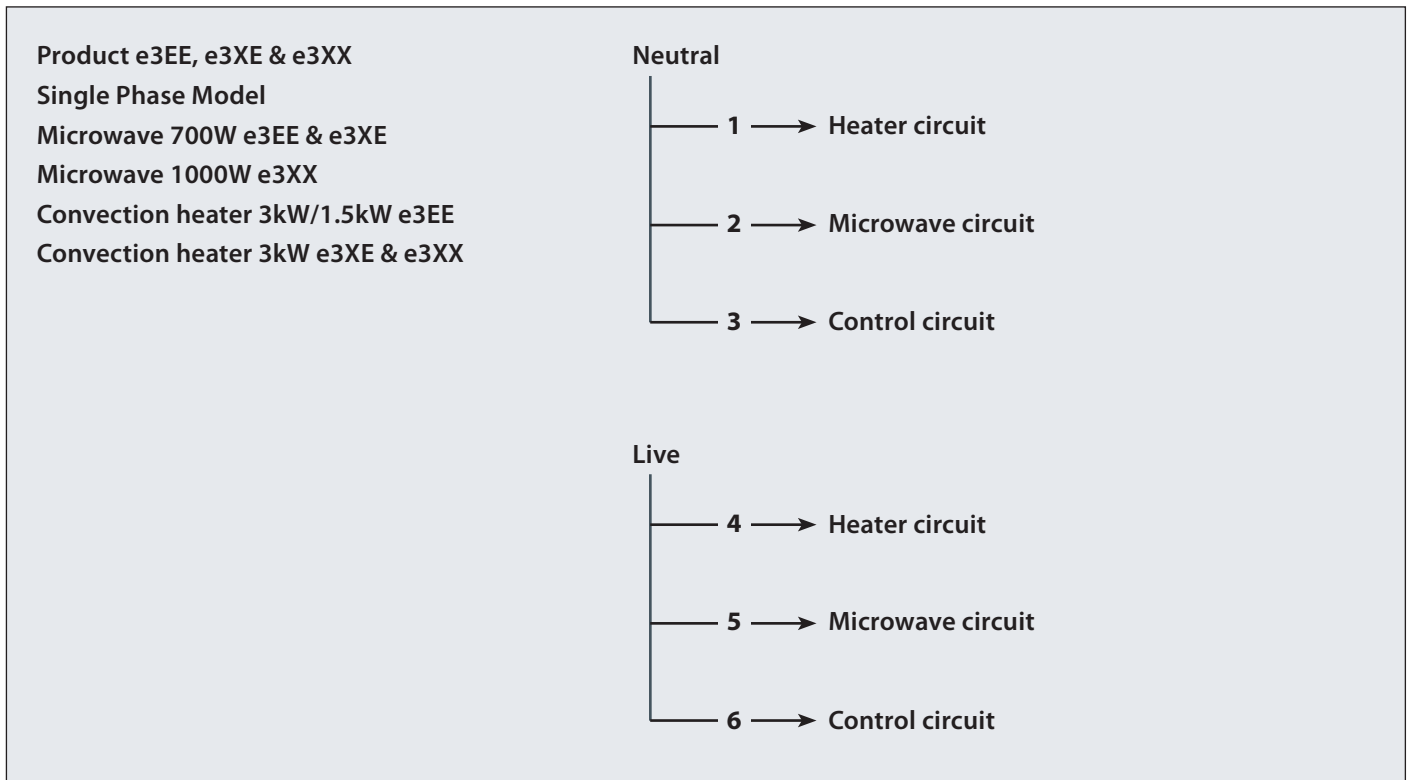 Product e3EE, e3XE & e3XX
Single Phase Model
Microwave 700W e3EE & e3XE
Microwave 1000W e3XX
Convection heater 3kW/1.5kW e3EE
Convection heater 3kW e3XE & e3XX
Neutral
1 Heater circuit
2 Microwave circuit
3 Control circuit
Live
4 Heater circuit
5 Microwave circuit
6 Control circuit